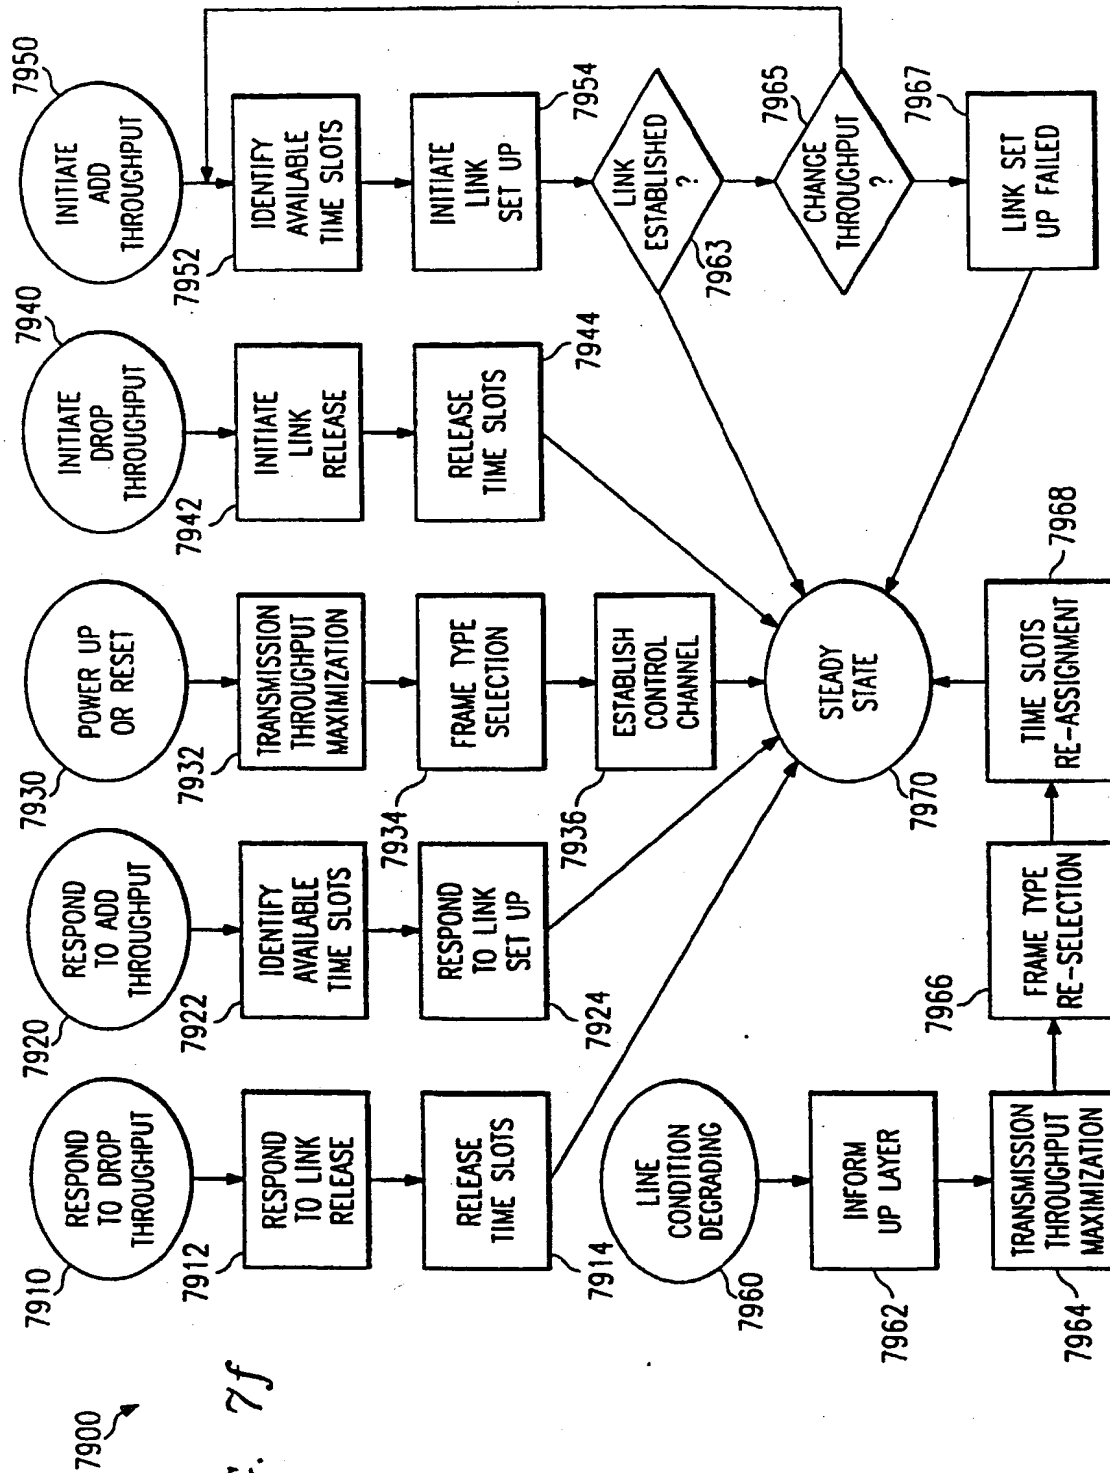 7900
7f
7910
RESPOND
TO DROP
THROUGHPUT
7912
RESPOND
TO LINK
RELEASE
7914
RELEASE
TIME SLOTS
7920
RESPOND
TO ADD
THROUGHPUT
7922
IDENTIFY
AVAILABLE
TIME SLOTS
7924
RESPOND
TO LINK
SET UP
7930
POWER UP
OR RESET
7932
TRANSMISSION
THROUGHPUT
MAXIMIZATION
7934
FRAME TYPE
SELECTION
7936
ESTABLISH
CONTROL
CHANNEL
7940
INITIATE
DROP
THROUGHPUT
7942
INITIATE
LINK
RELEASE
7944
RELEASE
TIME SLOTS
7950
INITIATE
ADD
THROUGHPUT
7952
IDENTIFY
AVAILABLE
TIME SLOTS
7954
INITIATE
LINK
SET UP
7963
LINK
ESTABLISHED
?
7965
CHANGE
THROUGHPUT
?
7967
LINK SET
UP FAILED
7960
LINE
CONDITION
DEGRADING
7962
INFORM
UP LAYER
7964
TRANSMISSION
THROUGHPUT
MAXIMIZATION
7966
FRAME TYPE
RE-SELECTION
7968
TIME SLOTS
RE-ASSIGNMENT
7970
STEADY
STATE